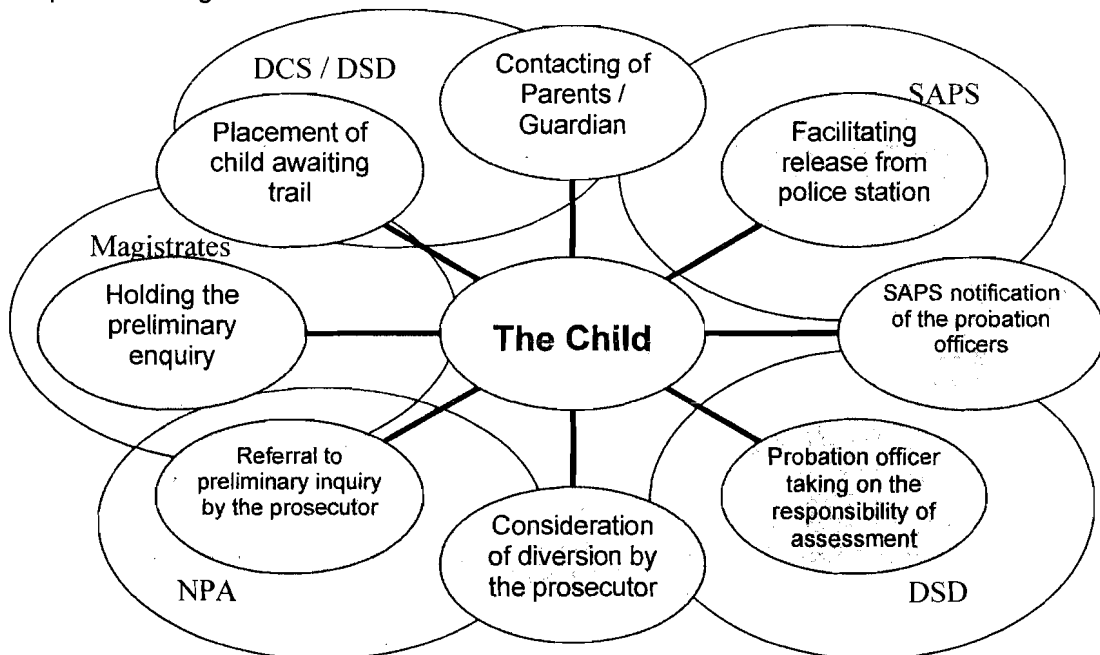 DCS / DSD
Contacting of
Parents /
Guardian
SAPS
Placement of
child awaiting
trail
Facilitating
release from
police station
Magistrates
Holding the
preliminary
enquiry
The Child
SAPS notification
of the probation
officers
Referral to
preliminary inquiry
by the prosecutor
Consideration
of diversion by
the prosecutor
Probation officer
taking on the
responsibility of
assessment
NPA
DSD